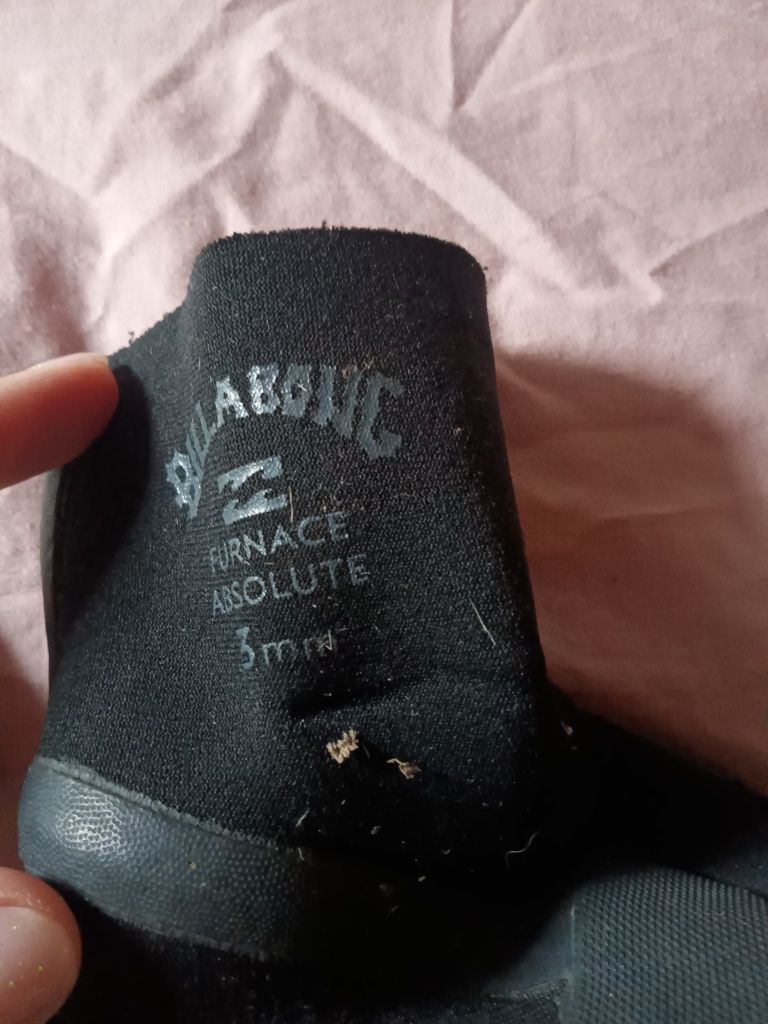 BILLABONG
FURNACE
ABSOLUTE
3mm